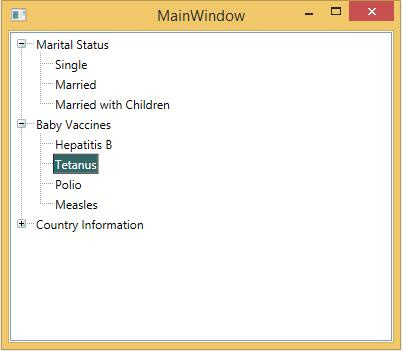 MainWindow
Marital Status
Single
Married
Married with Children
Baby Vaccines
Hepatitis B
Tetanus
Polio
Measles
Country Information